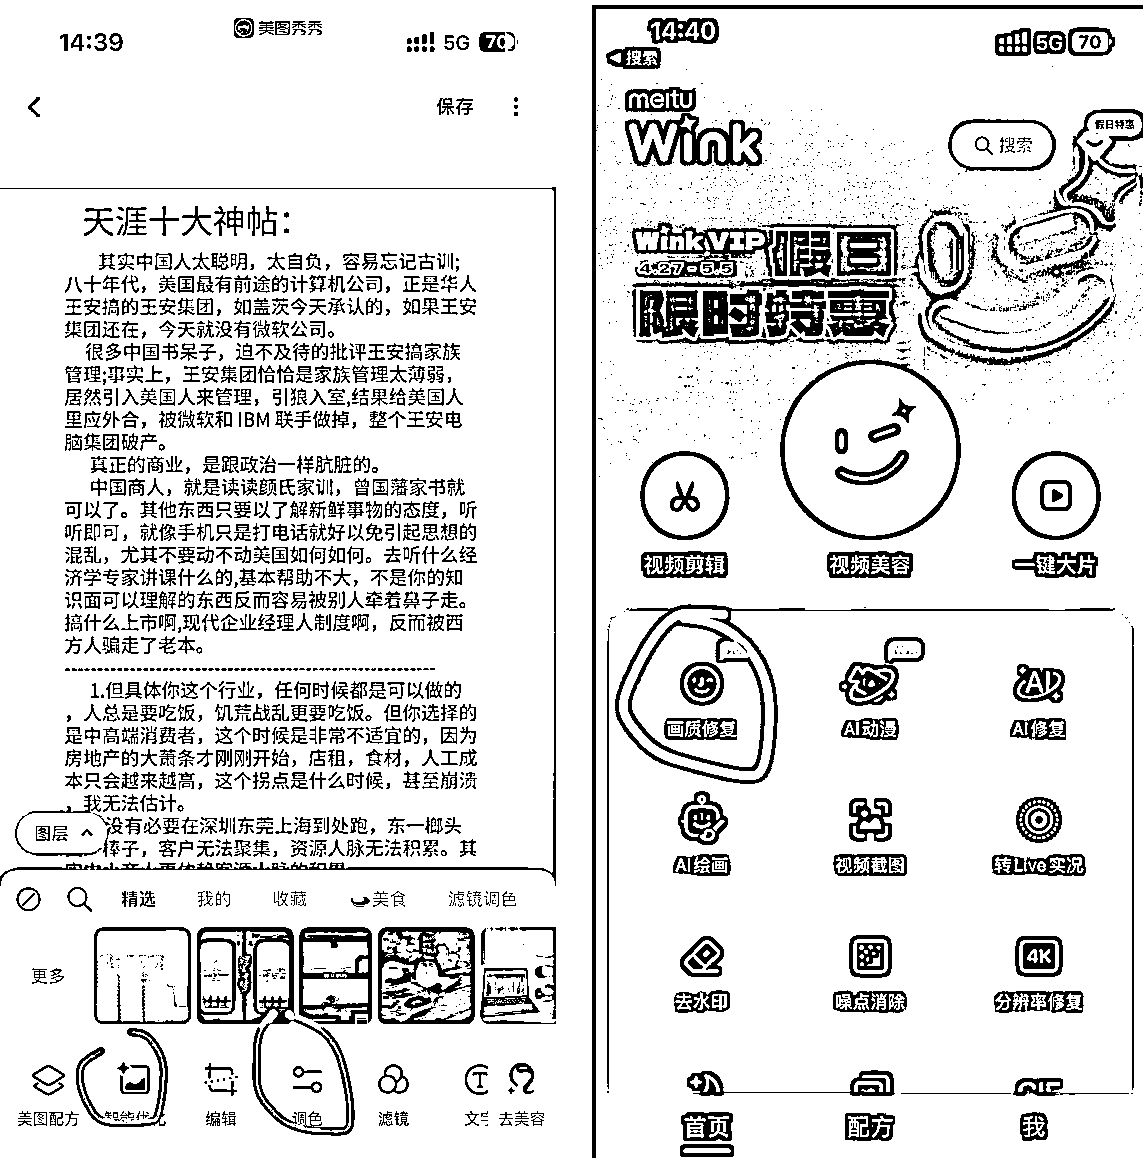 美图秀秀
14:39
5G 70
保存
天涯十大神帖：
其实中国人太聪明，太自负，容易忘记古训;
八十年代，美国最有前途的计算机公司，正是华人
王安搞的王安集团，如盖茨今天承认的，如果王安
集团还在，今天就没有微软公司。
很多中国书呆子，迫不及待的批评王安搞家族
管理;事实上，王安集团恰恰是家族管理太薄弱，
居然引入美国人来管理，引狼入室,结果给美国人
里应外合，被微软和 IBM 联手做掉，整个王安电
脑集团破产。
真正的商业，是跟政治一样肮脏的。
中国商人，就是读读颜氏家训，曾国藩家书就
可以了。其他东西只要以了解新鲜事物的态度，听
听即可，就像手机只是打电话就好以免引起思想的
混乱，尤其不要动不动美国如何如何。去听什么经
济学专家讲课什么的,基本帮助不大，不是你的知
识面可以理解的东西反而容易被别人牵着鼻子走。
搞什么上市啊,现代企业经理人制度啊，反而被西
方人骗走了老本。
1.但具体你这个行业，任何时候都是可以做的
，人总是要吃饭，饥荒战乱更要吃饭。但你选择的
是中高端消费者，这个时候是非常不适宜的，因为
房地产的大萧条才刚刚开始，店租，食材，人工成
本只会越来越高，这个拐点是什么时候，甚至崩溃
，我无法估计。
没有必要在深圳东莞上海到处跑，东一榔头
棒子，客户无法聚集，资源人脉无法积累。其
图层
精选 我的 收藏 美食 滤镜调色
更多
美图配方 智能优化 编辑 调色 滤镜 文字 去美容
14:40
5G 70
搜索
meitu
Wink
搜索
假日特惠
Wink VIP 假日
4.27-5.5
限时特惠
视频剪辑 视频美容 一键大片
画质修复 AI动漫 AI修复
AI绘画 视频截图 转Live实况
4K
去水印 噪点消除 分辨率修复
首页 配方 我